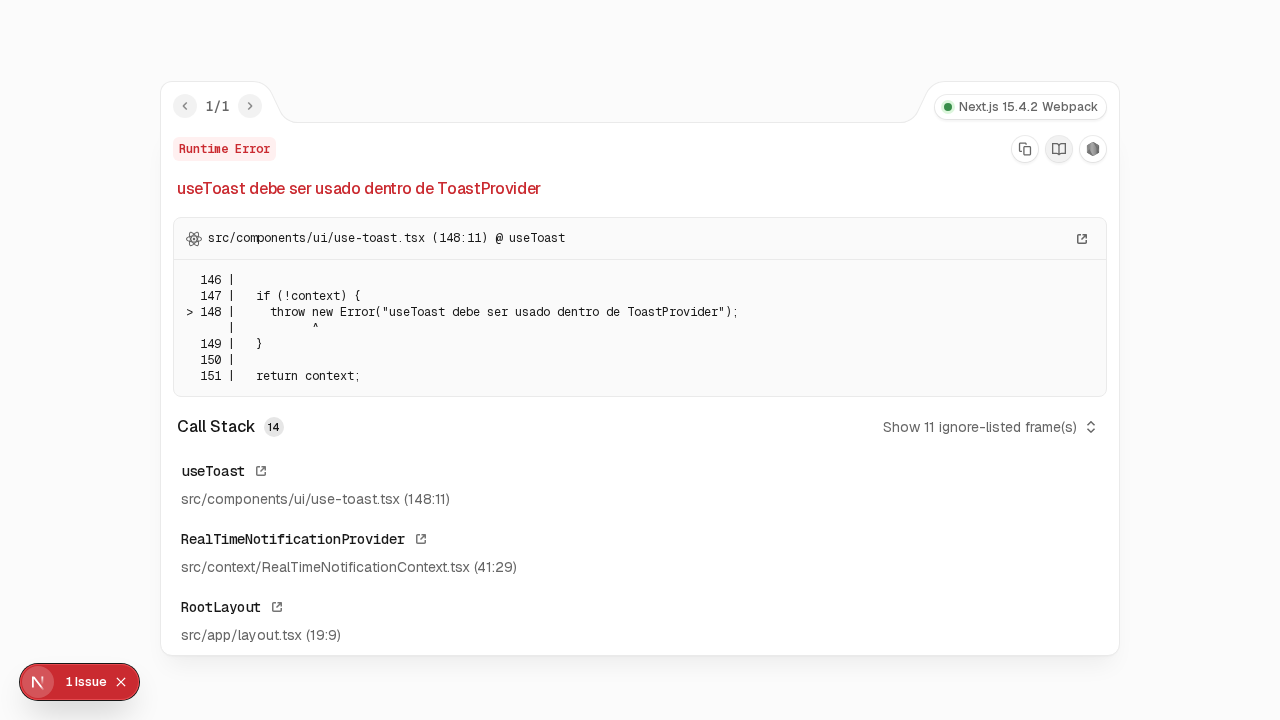 1/1
Next.js 15.4.2 Webpack
Runtime Error
useToast debe ser usado dentro de ToastProvider
src/components/ui/use-toast.tsx (148:11) @ useToast
146 |
147 |   if (!context) {
> 148 |     throw new Error("useToast debe ser usado dentro de ToastProvider");
|           ^
149 |   }
150 |
151 |   return context;
Call Stack 14
Show 11 ignore-listed frame(s)
useToast
src/components/ui/use-toast.tsx (148:11)
RealTimeNotificationProvider
src/context/RealTimeNotificationContext.tsx (41:29)
RootLayout
src/app/layout.tsx (19:9)
N 1 Issue